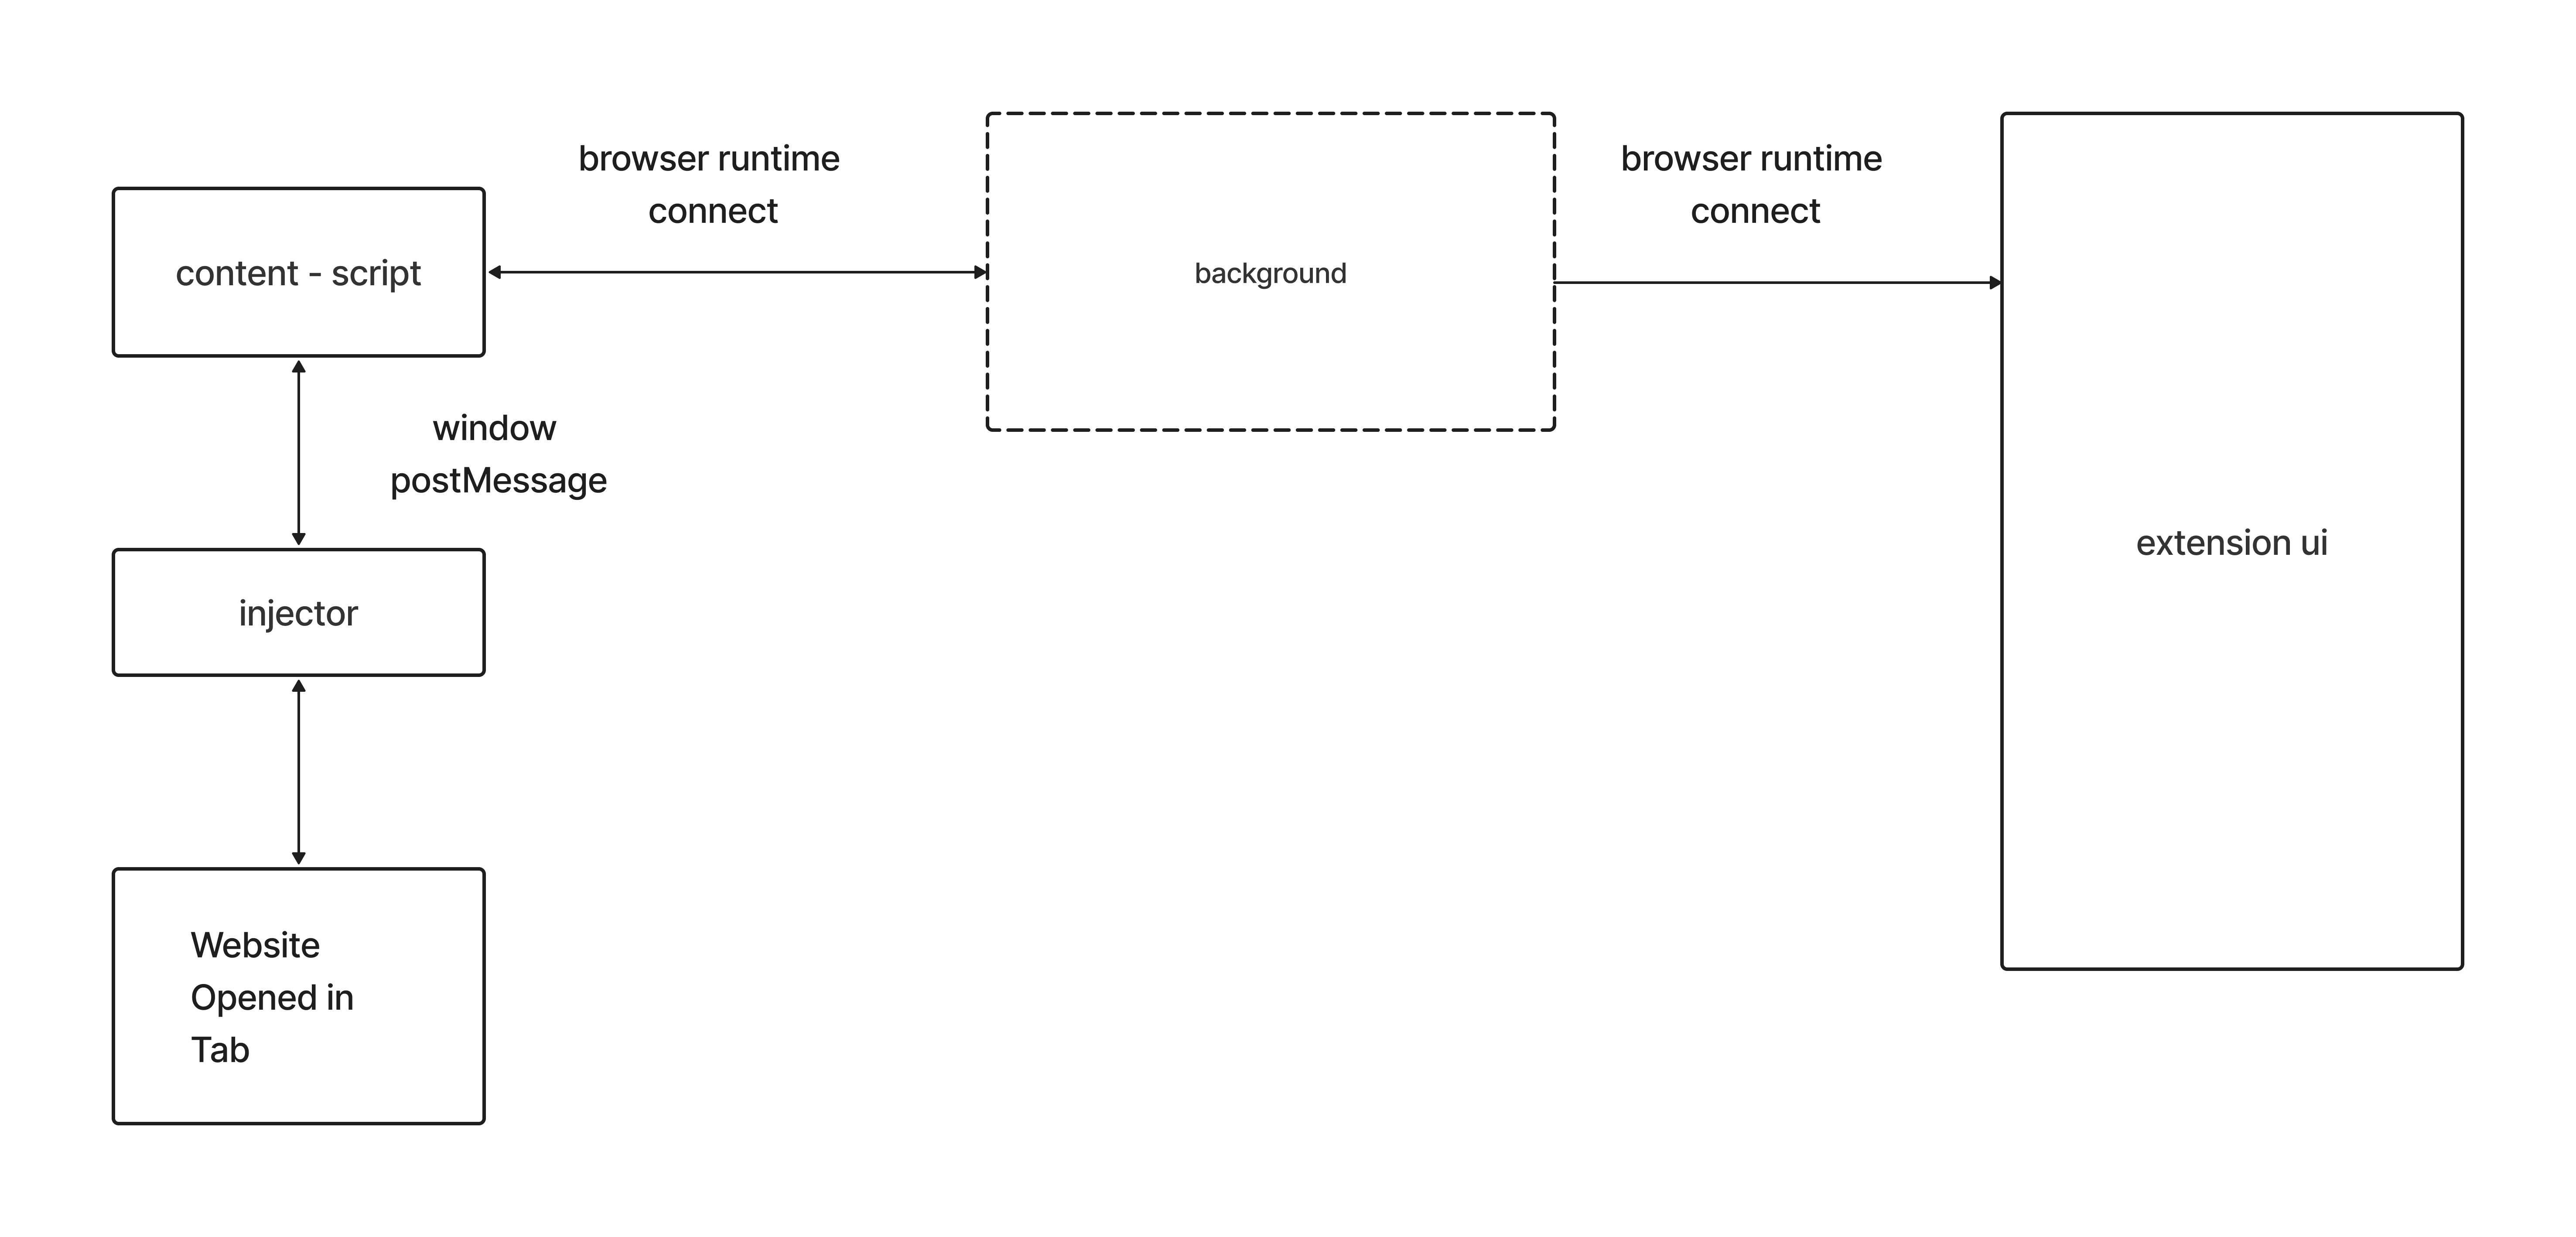 browser runtime
connect
browser runtime
connect
content - script
background
window
postMessage
extension ui
injector
Website
Opened in
Tab